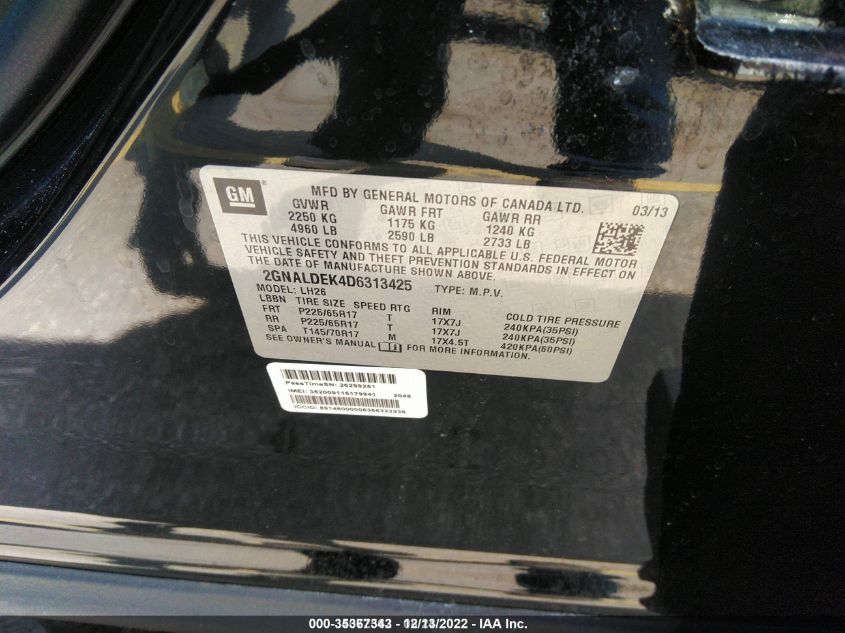 GM ®
MFD BY GENERAL MOTORS OF CANADA LTD. 03/13
GVWR GAWR FRT GAWR RR
2250 KG 1175 KG 1240 KG
4960 LB 2590 LB 2733 LB
THIS VEHICLE CONFORMS TO ALL APPLICABLE U.S. FEDERAL MOTOR
VEHICLE SAFETY AND THEFT PREVENTION STANDARDS IN EFFECT ON
THE DATE OF MANUFACTURE SHOWN ABOVE.
2GNALDEK4D6313425 TYPE: M.P.V.
MODEL: LH26
LBBN TIRE SIZE SPEED RTG RIM COLD TIRE PRESSURE
FRT P225/65R17 T 17X7J 240KPA(35PSI)
RR P225/65R17 T 17X7J 240KPA(35PSI)
SPA T145/70R17 M 17X4.5T 420KPA(60PSI)
SEE OWNER'S MANUAL FOR MORE INFORMATION.
PassTimeSN: 26299261
IMEI: 352009115179941 2048
ICCID:
000-35367343 - 12/13/2022 - IAA Inc.